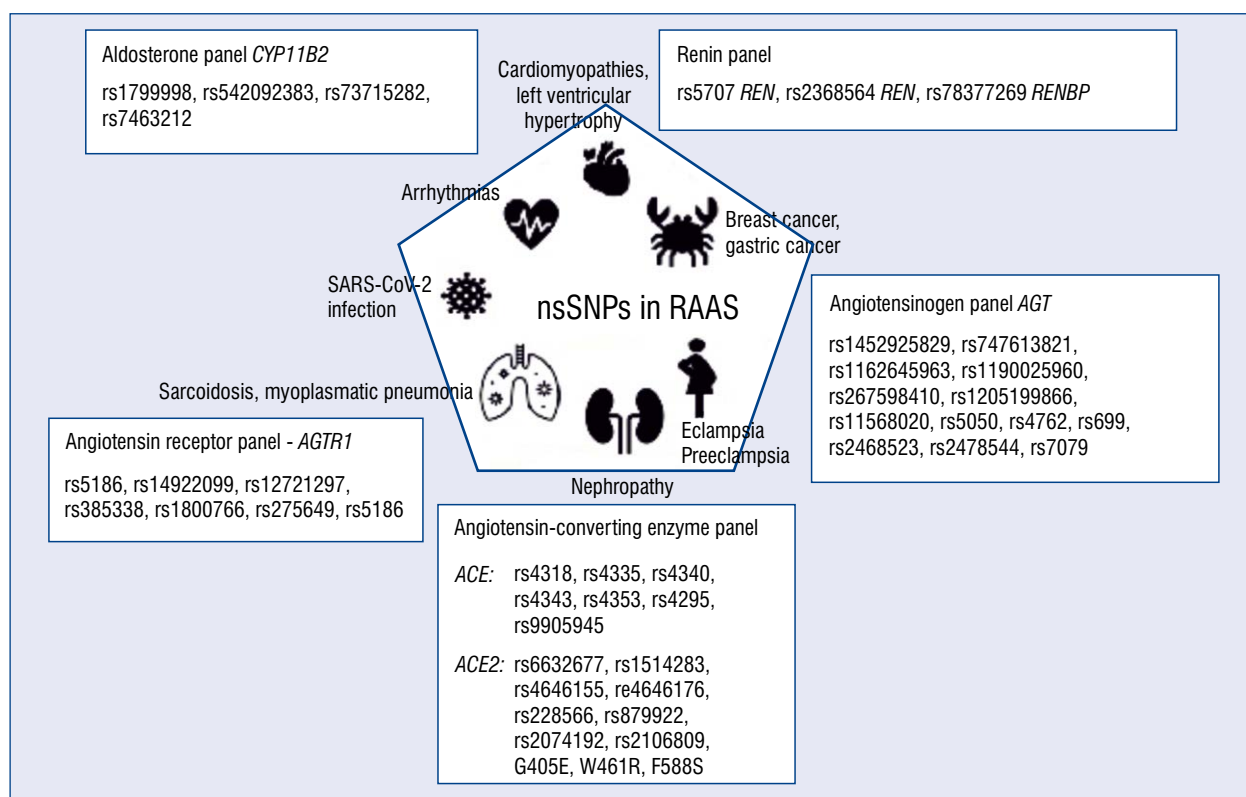 Aldosterone panel CYP11B2
rs1799998, rs542092383, rs73715282,
rs7463212
Cardiomyopathies,
left ventricular
hypertrophy
Renin panel
rs5707 REN, rs2368564 REN, rs78377269 RENBP
Arrhythmias
Breast cancer,
gastric cancer
SARS-CoV-2
infection
nsSNPs in RAAS
Sarcoidosis, myoplasmatic pneumonia
Eclampsia
Preeclampsia
Nephropathy
Angiotensinogen panel AGT
rs1452925829, rs747613821,
rs1162645963, rs1190025960,
rs267598410, rs1205199866,
rs11568020, rs5050, rs4762, rs699,
rs2468523, rs2478544, rs7079
Angiotensin receptor panel - AGTR1
rs5186, rs14922099, rs12721297,
rs385338, rs1800766, rs275649, rs5186
Angiotensin-converting enzyme panel
ACE: rs4318, rs4335, rs4340,
rs4343, rs4353, rs4295,
rs9905945
ACE2: rs6632677, rs1514283,
rs4646155, re4646176,
rs228566, rs879922,
rs2074192, rs2106809,
G405E, W461R, F588S